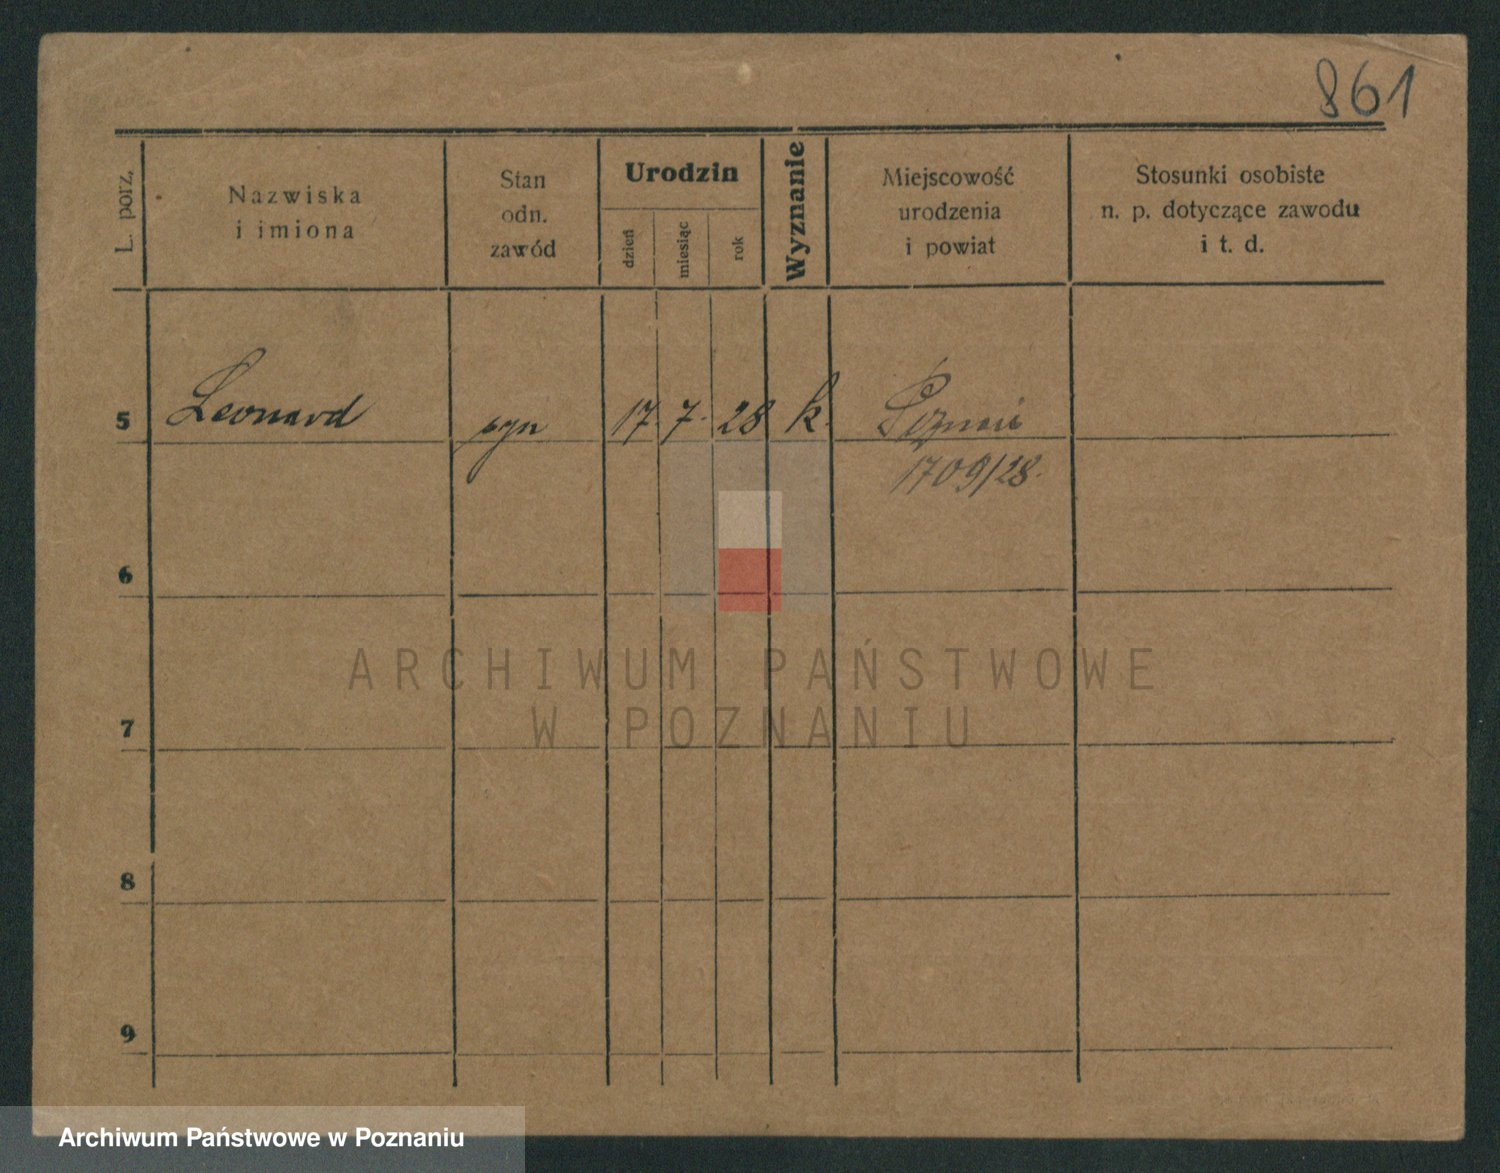 861
L. porz.
Nazwiska
i imiona
Stan
odn.
zawód
Urodzin
dzień
miesiąc
rok
Wyznanie
Miejscowość
urodzenia
i powiat
Stosunki osobiste
n. p. dotyczące zawodu
i t. d.
5 Leonard syn 17. 7. 28 k. Poznań
1709/28.
6
7
8
9
ARCHIWUM PAŃSTWOWE
W POZNANIU
Archiwum Państwowe w Poznaniu